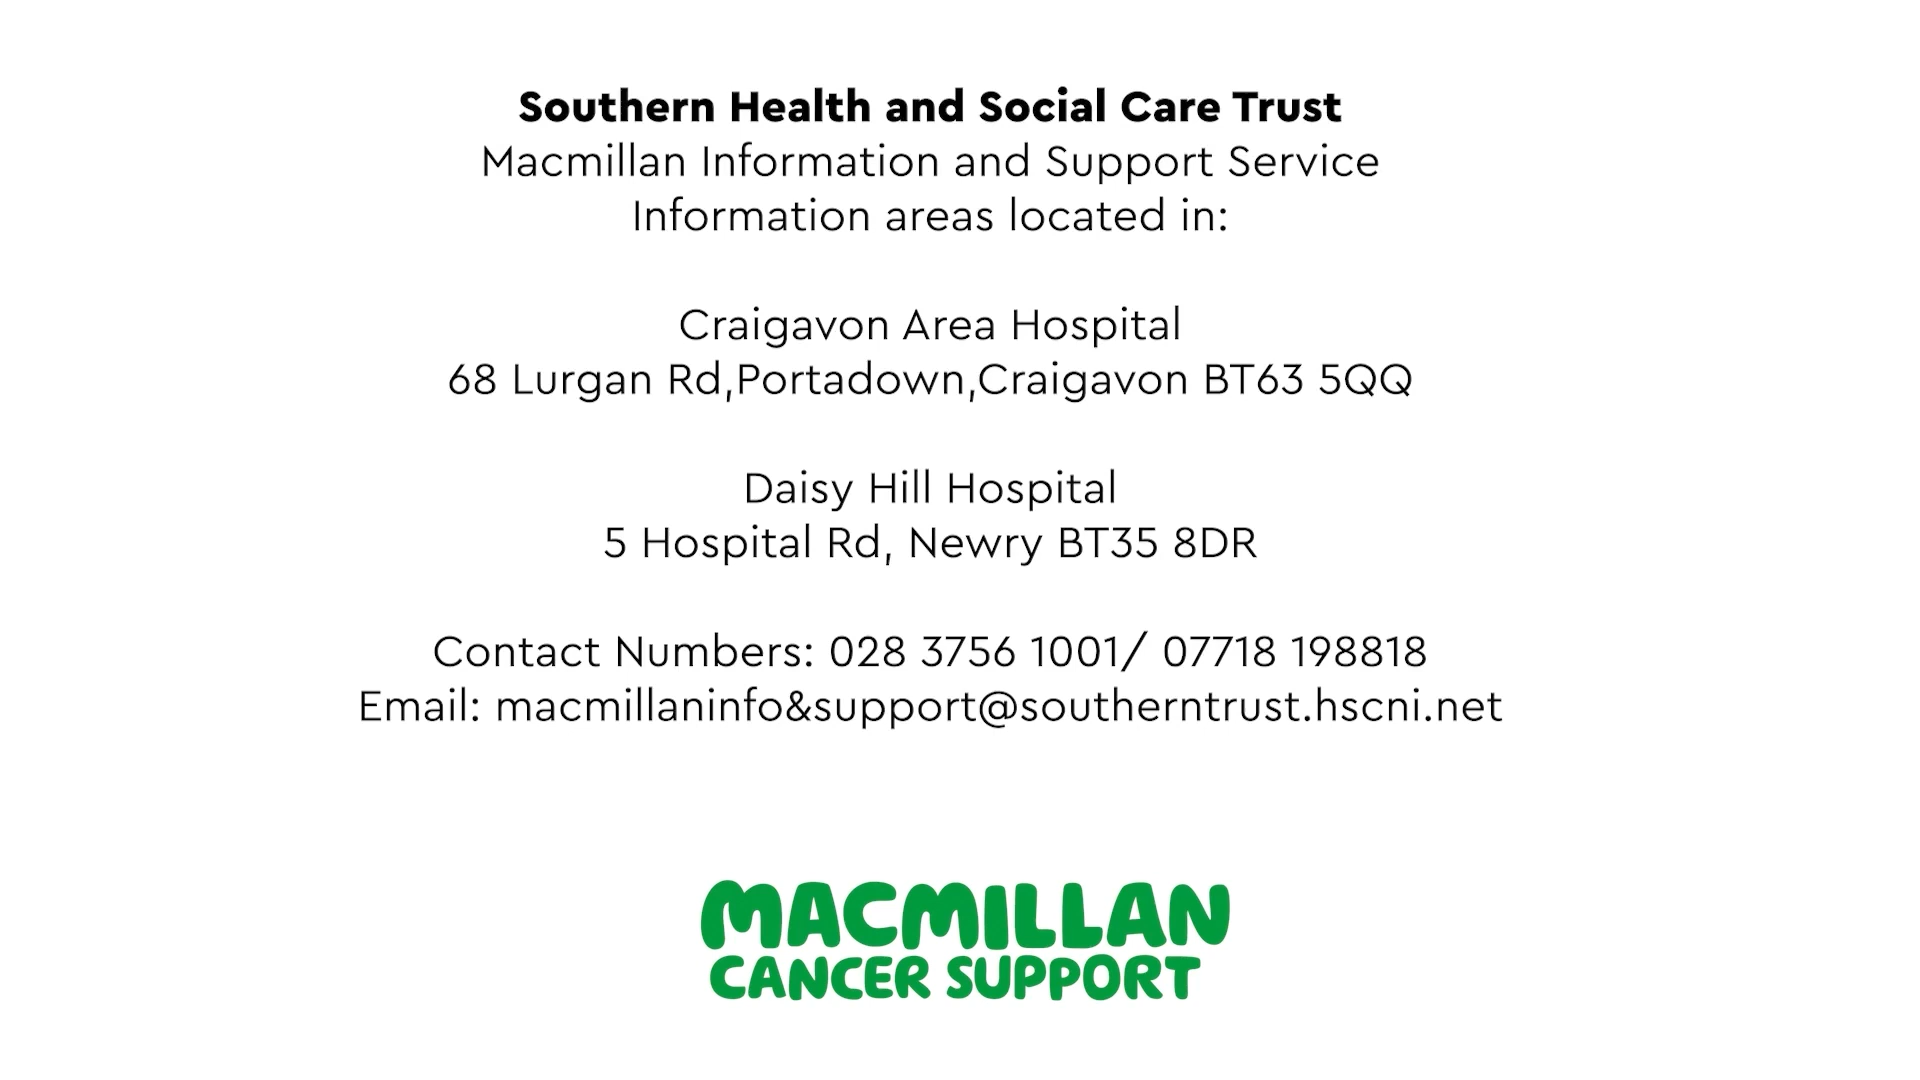 Southern Health and Social Care Trust
Macmillan Information and Support Service
Information areas located in:
Craigavon Area Hospital
68 Lurgan Rd,Portadown,Craigavon BT63 5QQ
Daisy Hill Hospital
5 Hospital Rd, Newry BT35 8DR
Contact Numbers: 028 3756 1001/ 07718 198818
Email: macmillaninfo&support@southerntrust.hscni.net
MACMILLAN
CANCER SUPPORT